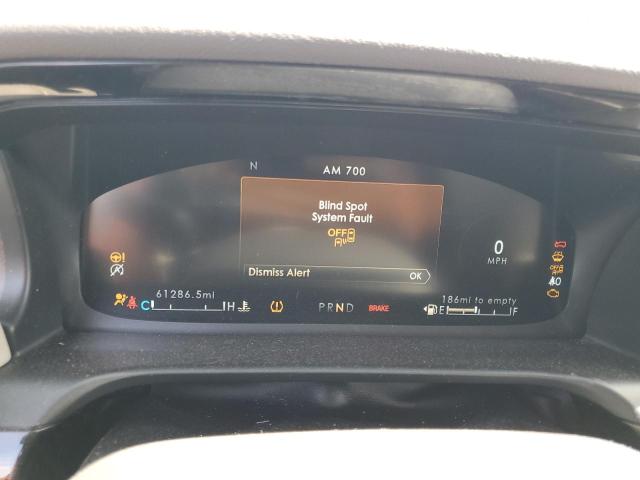 N
AM 700
Blind Spot
System Fault
OFF
0
MPH
Dismiss Alert
OK
61286.5mi
186mi to empty
C
H
PRND
BRAKE
E
F